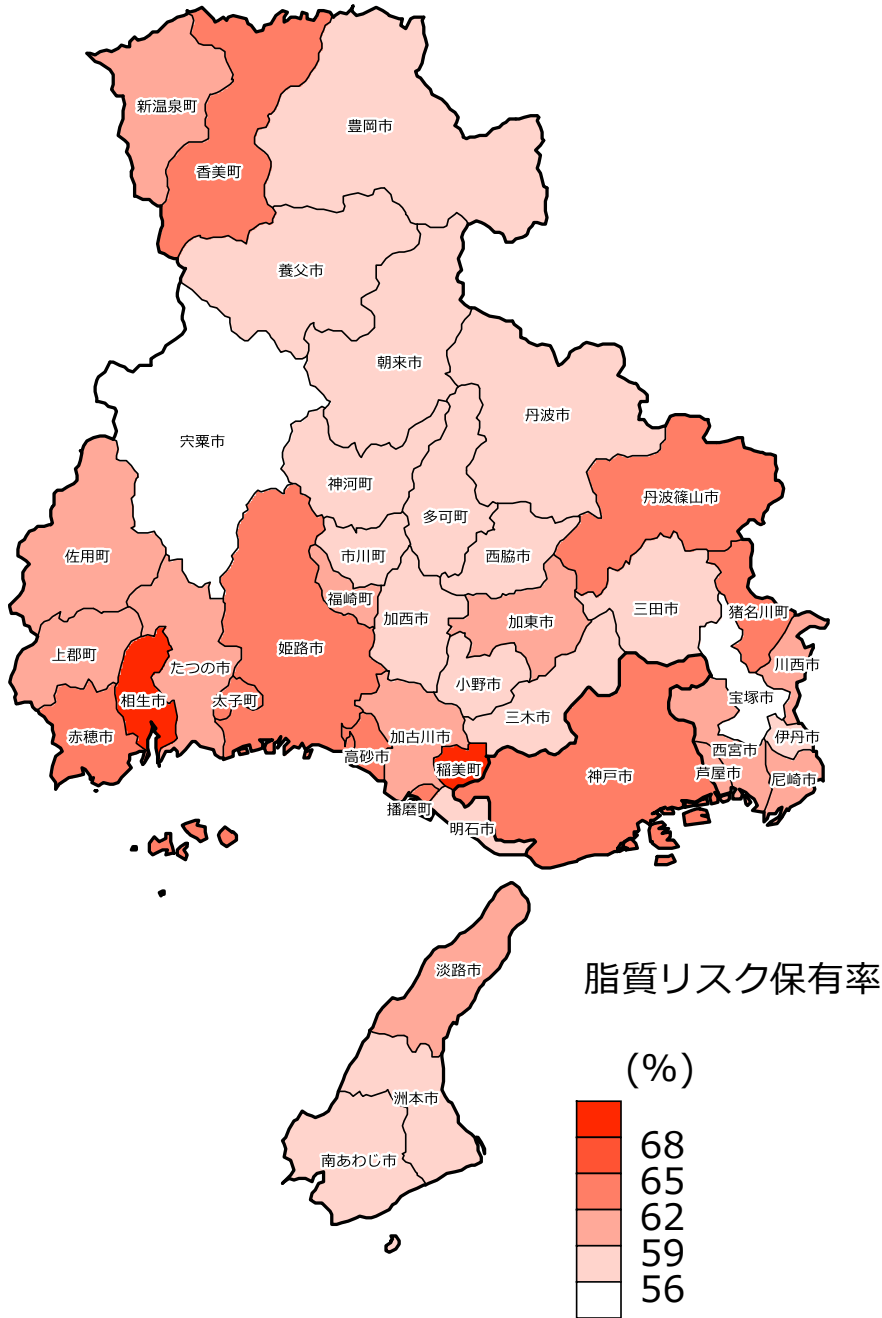 新温泉町
豊岡市
香美町
養父市
朝来市
丹波市
宍粟市
神河町
丹波篠山市
多可町
佐用町
市川町
西脇市
福崎町
加西市
加東市
三田市
猪名川町
上郡町
たつの市
姫路市
川西市
相生市
太子町
小野市
宝塚市
赤穂市
三木市
加古川市
伊丹市
高砂市
西宮市
稲美町
神戸市
芦屋市
尼崎市
播磨町
明石市
淡路市
洲本市
南あわじ市
脂質リスク保有率
(%)
68
65
62
59
56